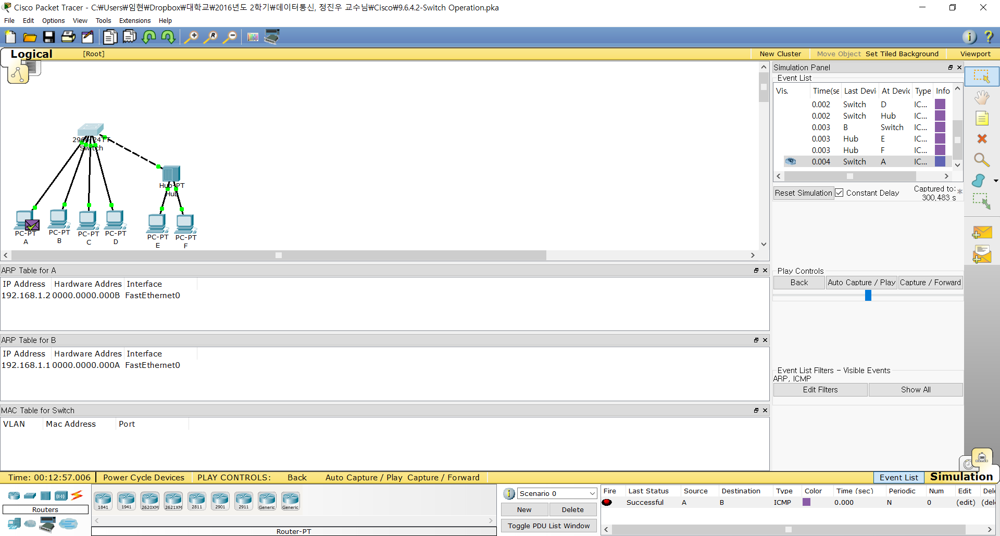 Cisco Packet Tracer - C:₩Users₩임현₩Dropbox₩대학교₩2016년도 2학기₩데이터통신, 정진우 교수님₩Cisco₩9.6.4.2-Switch Operation.pka
File Edit Options View Tools Extensions Help
Logical [Root] New Cluster Move Object Set Tiled Background Viewport
Simulation Panel
Event List
Vis. Time(se Last Devi At Devic Type Info
0.002 Switch D IC...
0.002 Switch Hub IC...
0.003 B Switch IC...
0.003 Hub E IC...
0.003 Hub F IC...
0.004 Switch A IC...
Reset Simulation Constant Delay Captured to:
300,483 s
2960-24TT
Switch
Hub-PT
Hub
PC-PT
A
PC-PT
B
PC-PT
C
PC-PT
D
PC-PT
E
PC-PT
F
Play Controls
Back Auto Capture / Play Capture / Forward
Event List Filters - Visible Events
ARP, ICMP
Edit Filters Show All
ARP Table for A
IP Address Hardware Addres Interface
192.168.1.2 0000.0000.000B FastEthernet0
ARP Table for B
IP Address Hardware Addres Interface
192.168.1.1 0000.0000.000A FastEthernet0
MAC Table for Switch
VLAN Mac Address Port
Time: 00:12:57.006 Power Cycle Devices PLAY CONTROLS: Back Auto Capture / Play Capture / Forward Event List Simulation
Routers
1841 1941 2620XM 2621XM 2811 2901 2911 Generic Generic
Router-PT
Scenario 0
New Delete
Toggle PDU List Window
Fire Last Status Source Destination Type Color Time (sec) Periodic Num Edit Dele
Successful A B ICMP 0.000 N 0 (edit) (del